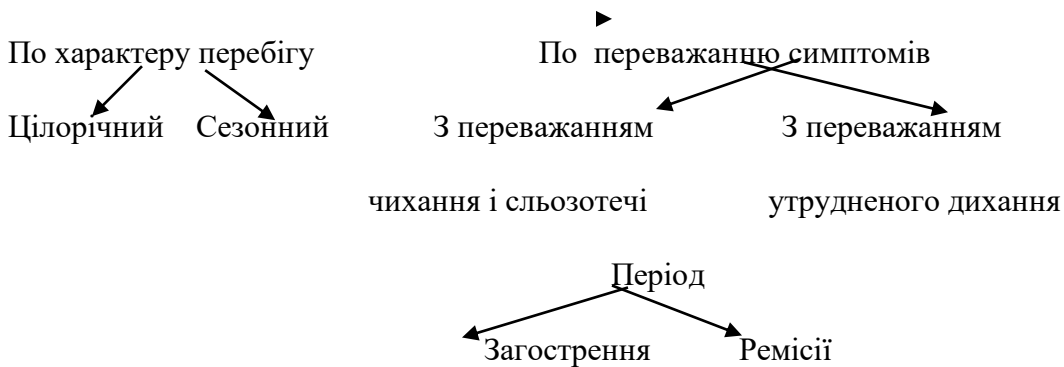 По характеру перебігу По переважанню симптомів
Цілорічний Сезонний З переважанням З переважанням
чихання і сльозотечі утрудненого дихання
Період
Загострення Ремісії